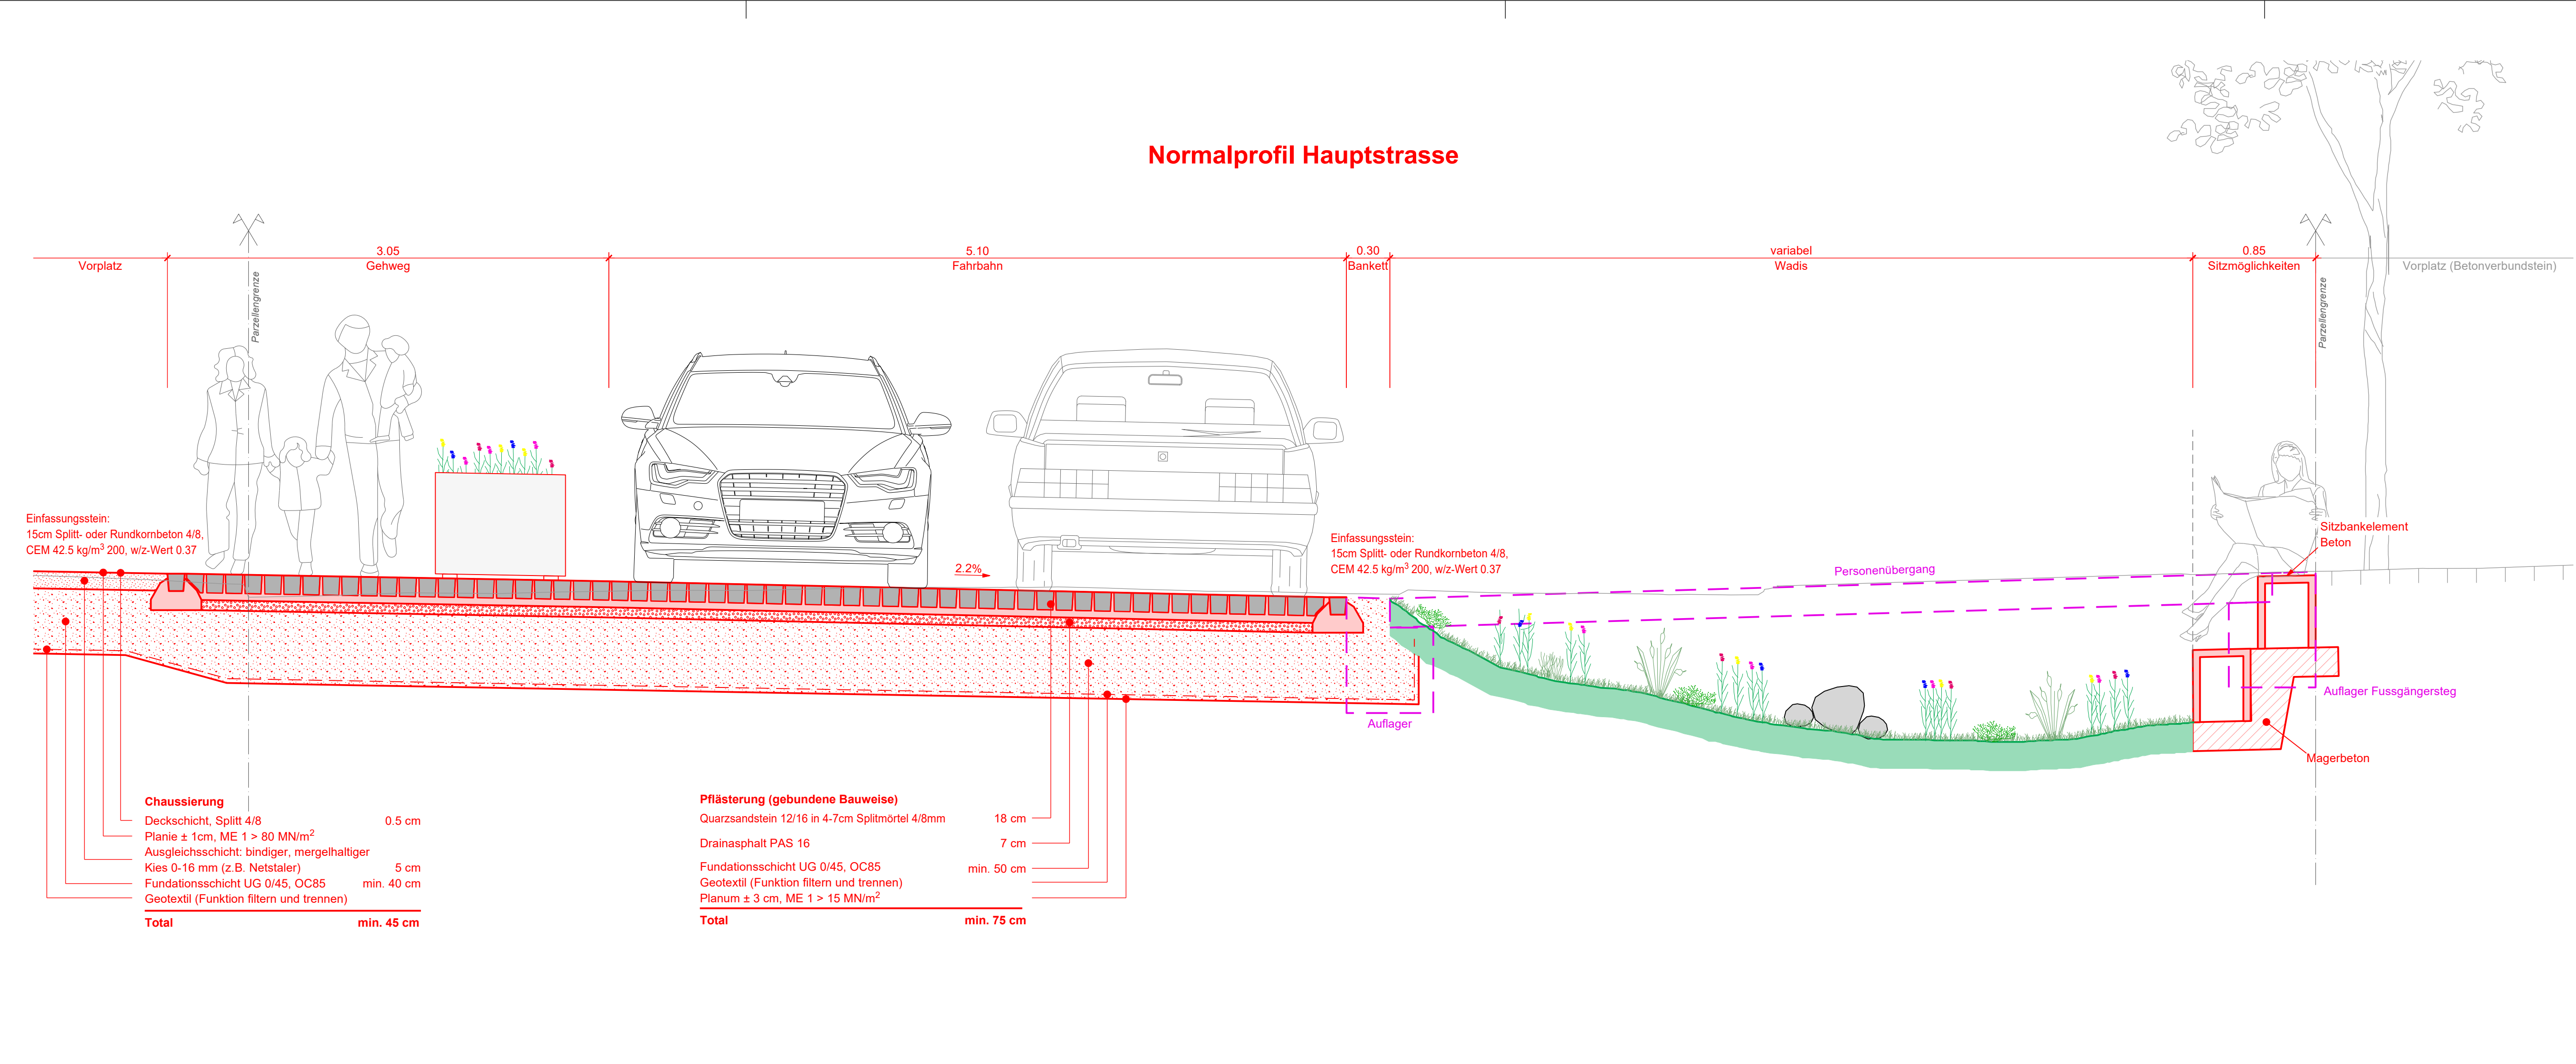 Normalprofil Hauptstrasse
3.05
5.10
0.30
variabel
0.85
Vorplatz
Gehweg
Fahrbahn
Bankett
Wadis
Sitzmöglichkeiten
Vorplatz (Betonverbundstein)
Parzellengrenze
Parzellengrenze
Einfassungsstein:
15cm Splitt- oder Rundkornbeton 4/8,
CEM 42.5 kg/m³ 200, w/z-Wert 0.37
2.2%
Einfassungsstein:
15cm Splitt- oder Rundkornbeton 4/8,
CEM 42.5 kg/m³ 200, w/z-Wert 0.37
Personenübergang
Sitzbankelement
Beton
Auflager Fussgängersteg
Auflager
Magerbeton
Chaussierung
Deckschicht, Splitt 4/8 0.5 cm
Planie ± 1cm, ME 1 > 80 MN/m²
Ausgleichsschicht: bindiger, mergelhaltiger
Kies 0-16 mm (z.B. Netstaler) 5 cm
Fundationsschicht UG 0/45, OC85 min. 40 cm
Geotextil (Funktion filtern und trennen)
Total min. 45 cm
Pflästerung (gebundene Bauweise)
Quarzsandstein 12/16 in 4-7cm Splitmörtel 4/8mm 18 cm
Drainasphalt PAS 16 7 cm
Fundationsschicht UG 0/45, OC85 min. 50 cm
Geotextil (Funktion filtern und trennen)
Planum ± 3 cm, ME 1 > 15 MN/m²
Total min. 75 cm